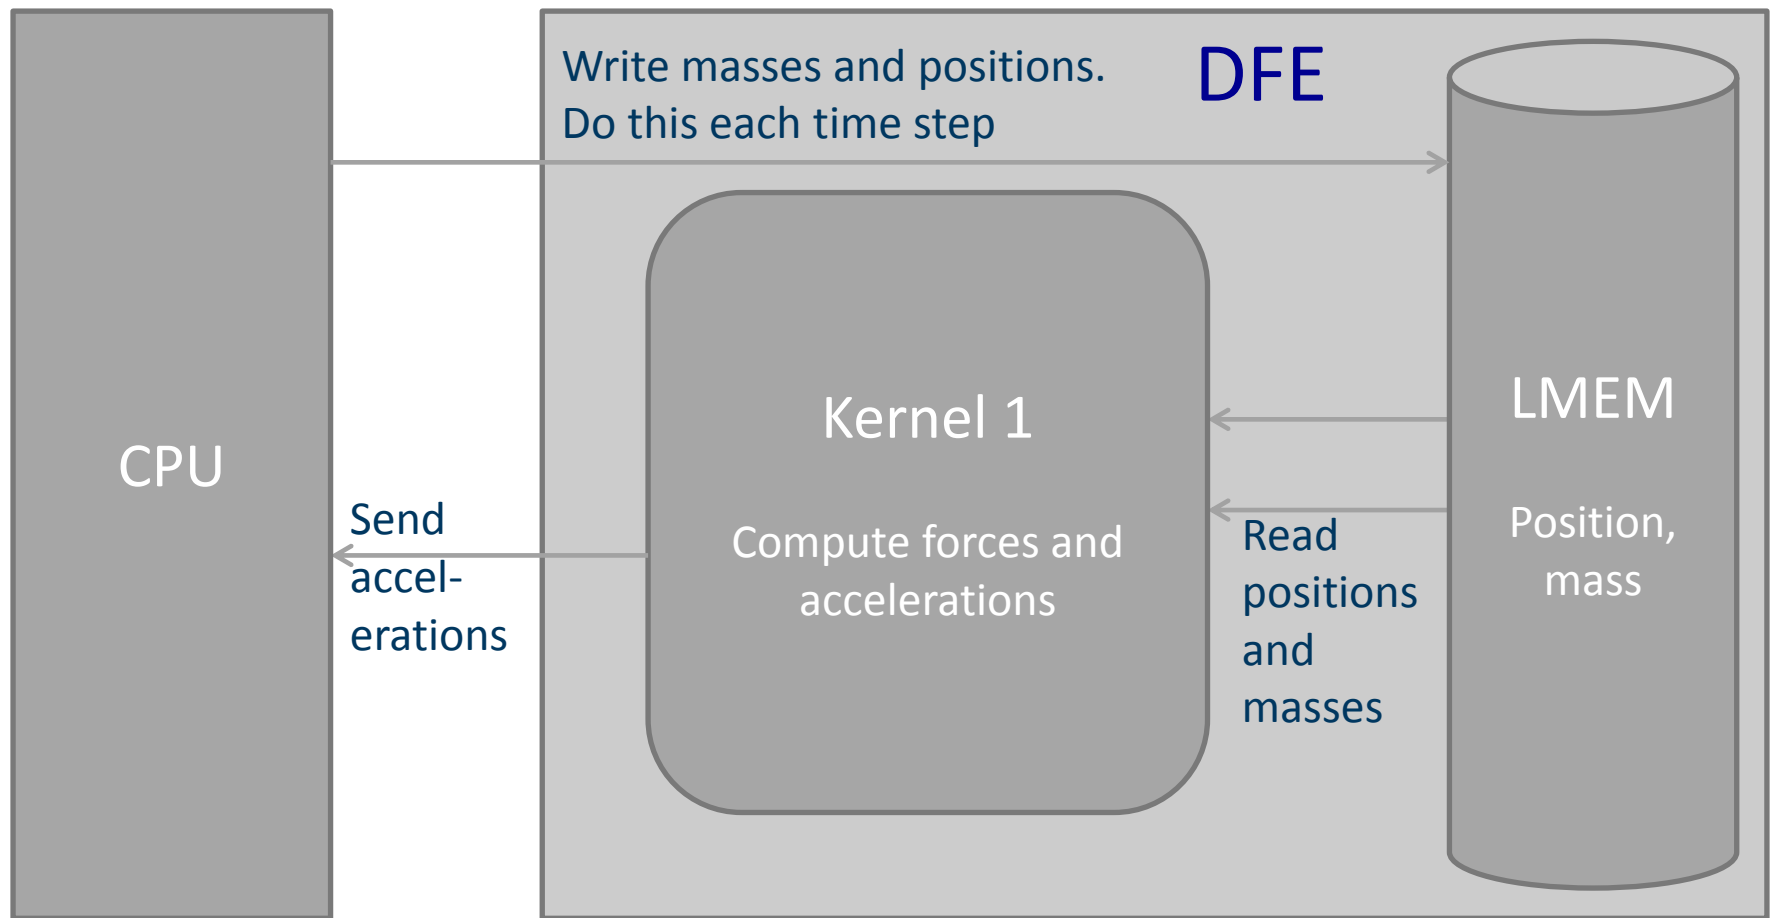 Write masses and positions.
Do this each time step
DFE
CPU
Send
accel-
erations
Kernel 1
Compute forces and
accelerations
Read
positions
and
masses
LMEM
Position,
mass